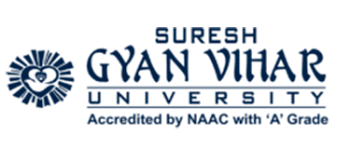 SURESH
GYAN VIHAR
UNIVERSITY
Accredited by NAAC with ‘A’ Grade